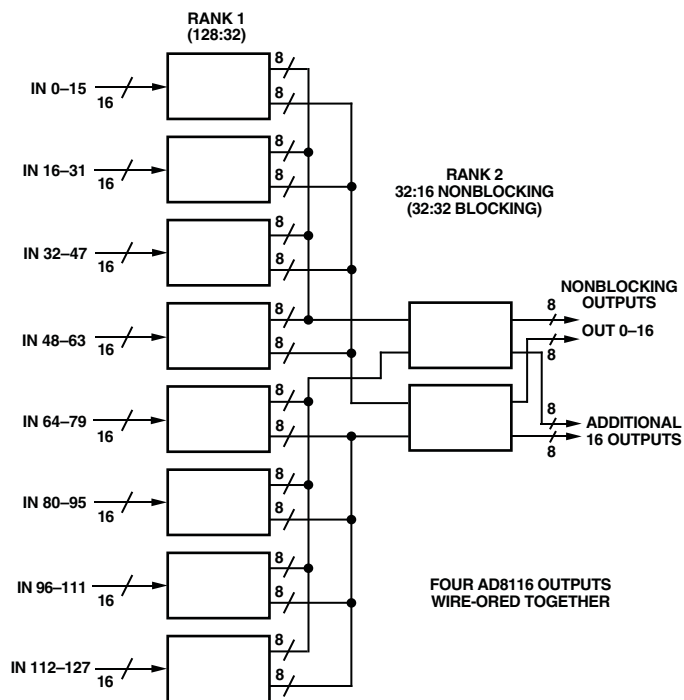 RANK 1
(128:32)
IN 0–15
16
8
8
IN 16–31
16
8
8
IN 32–47
16
8
8
IN 48–63
16
8
8
IN 64–79
16
8
8
IN 80–95
16
8
8
IN 96–111
16
8
8
IN 112–127
16
8
8
RANK 2
32:16 NONBLOCKING
(32:32 BLOCKING)
NONBLOCKING
OUTPUTS
8
OUT 0–16
8
8
ADDITIONAL
16 OUTPUTS
8
FOUR AD8116 OUTPUTS
WIRE-ORED TOGETHER